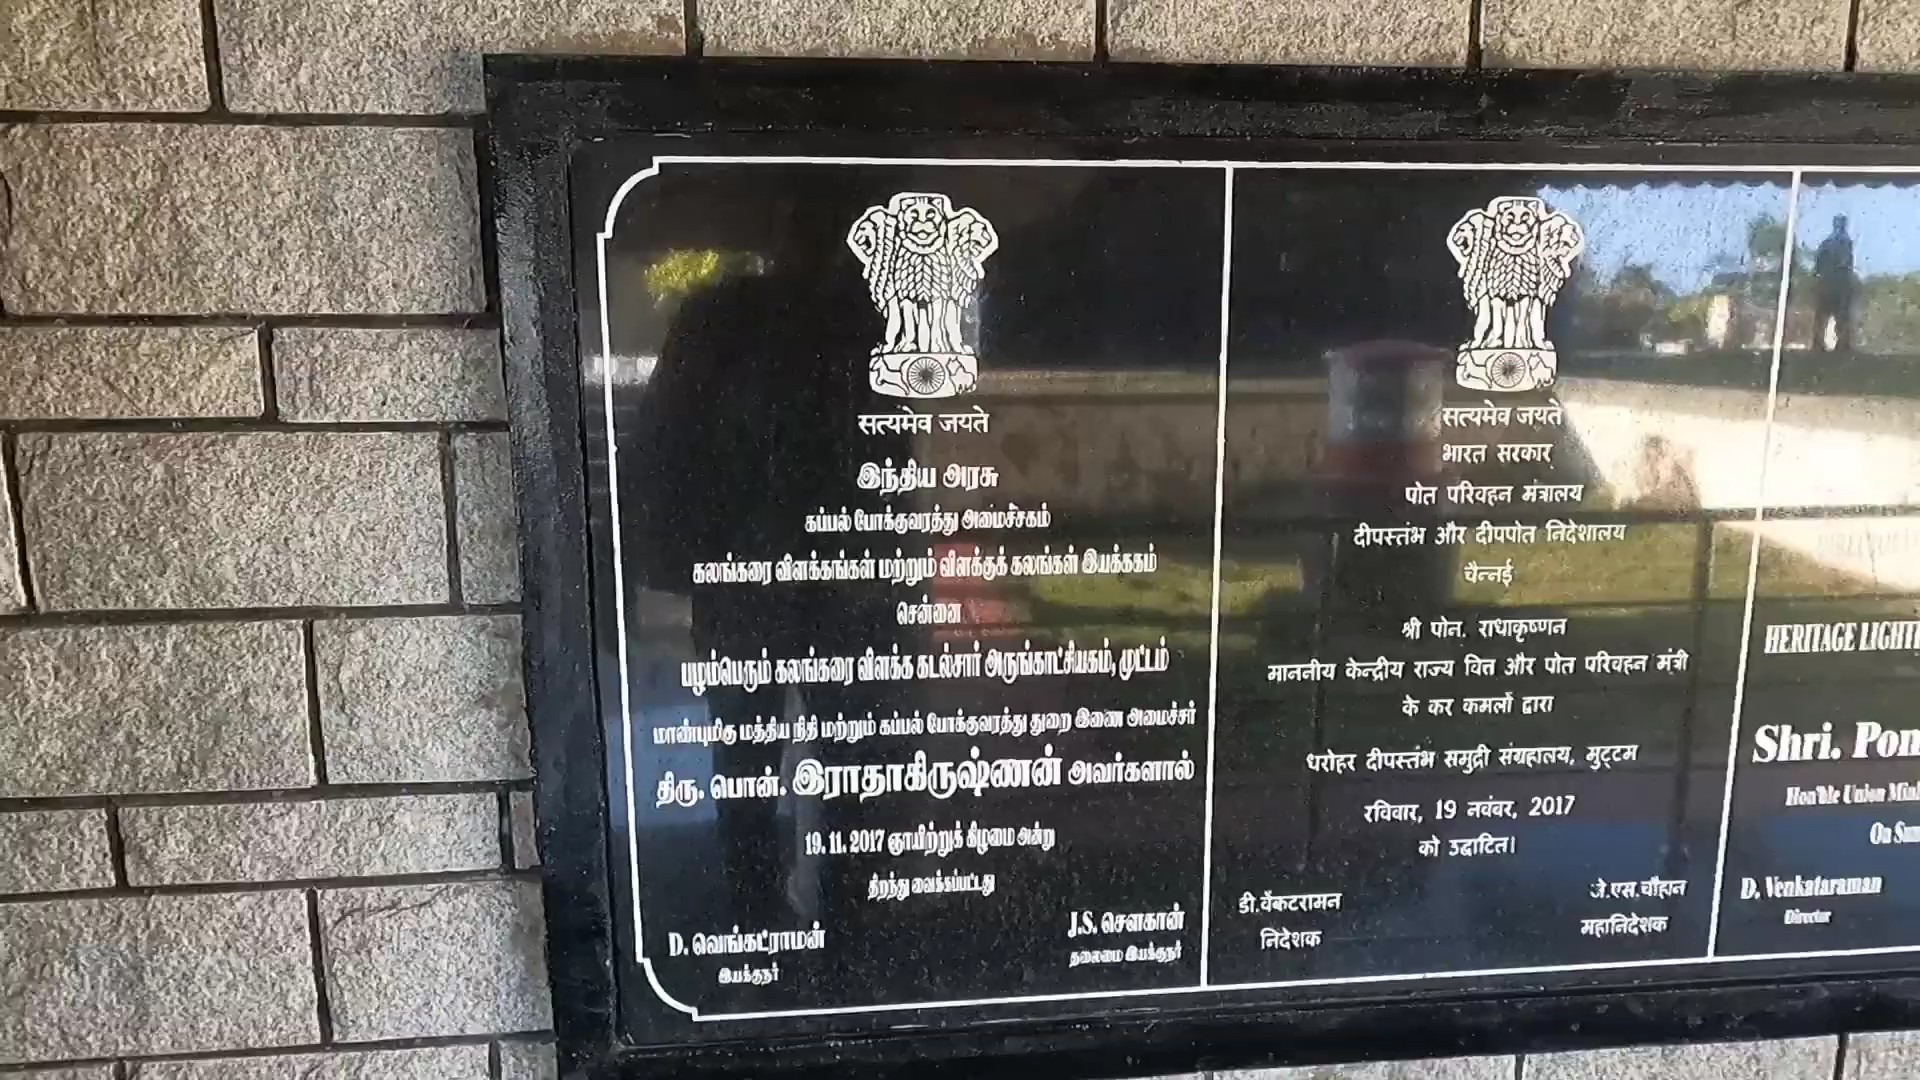 सत्यमेव जयते
இந்திய அரசு
கப்பல் போக்குவரத்து அமைச்சகம்
கலங்கரை விளக்கங்கள் மற்றும் விளக்குக் கலங்கள் இயக்ககம்
சென்னை
பழம்பெரும் கலங்கரை விளக்க கடல்சார் அருங்காட்சியகம், முட்டம்
மாண்புமிகு மத்திய நிதி மற்றும் கப்பல் போக்குவரத்து துறை இணை அமைச்சர்
திரு. பொன். இராதாகிருஷ்ணன் அவர்களால்
19. 11. 2017 ஞாயிற்றுக் கிழமை அன்று
திறந்து வைக்கப்பட்டது
D. வெங்கட்ராமன்
இயக்குநர்
J.S. சௌகான்
தலைமை இயக்குநர்
सत्यमेव जयते
भारत सरकार
पोत परिवहन मंत्रालय
दीपस्तंभ और दीपपोत निदेशालय
चैन्नई
श्री पोन. राधाकृष्णन
माननीय केन्द्रीय राज्य वित्त और पोत परिवहन मंत्री
के कर कमलों द्वारा
धरोहर दीपस्तंभ समुद्री संग्रहालय, मुट्टम
रविवार, 19 नवंबर, 2017
को उद्घाटित।
डी.वेंकटरामन
निदेशक
जे.एस.चौहान
महानिदेशक
HERITAGE
Shri.
Hon'ble Union
On
D. Venkataraman
Director